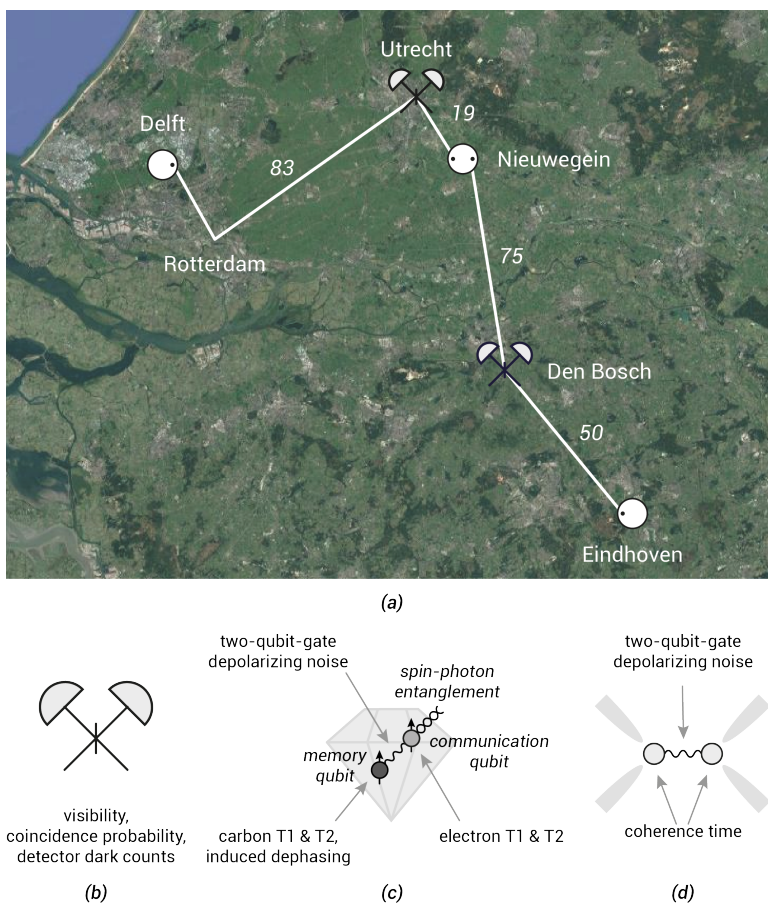 Utrecht
19
Delft
83
Nieuwegein
Rotterdam
75
Den Bosch
50
Eindhoven
(a)
two-qubit-gate
depolarizing noise
spin-photon
entanglement
memory
qubit
communication
qubit
carbon T1 & T2,
induced dephasing
electron T1 & T2
two-qubit-gate
depolarizing noise
coherence time
visibility,
coincidence probability,
detector dark counts
(b)
(c)
(d)